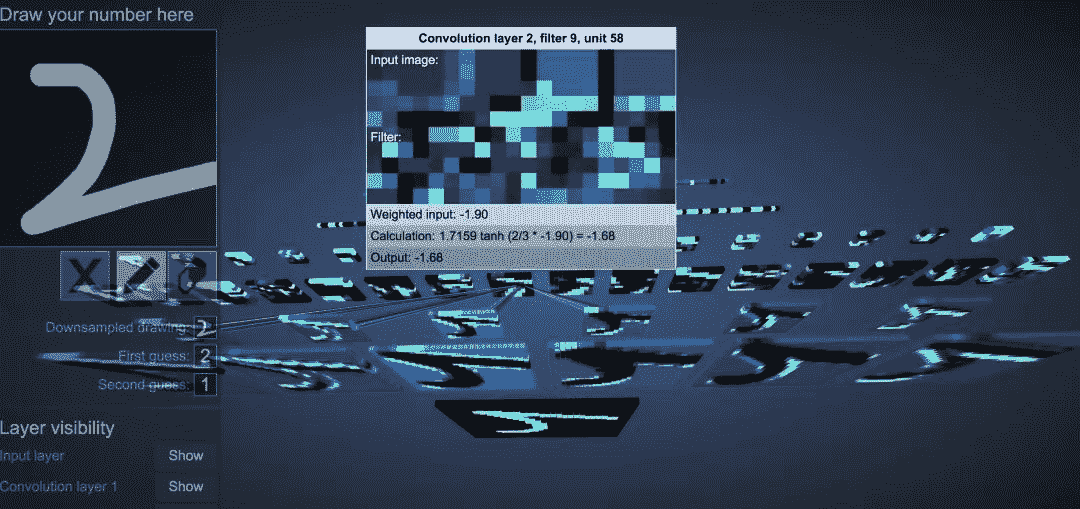 Draw your number here
Convolution layer 2, filter 9, unit 58
Input image:
Filter:
Weighted input: -1.90
Calculation: 1.7159 tanh (2/3 * -1.90) = -1.68
Output: -1.68
Downsampled drawing: 2
First guess: 2
Second guess: 1
Layer visibility
Input layer Show
Convolution layer 1 Show